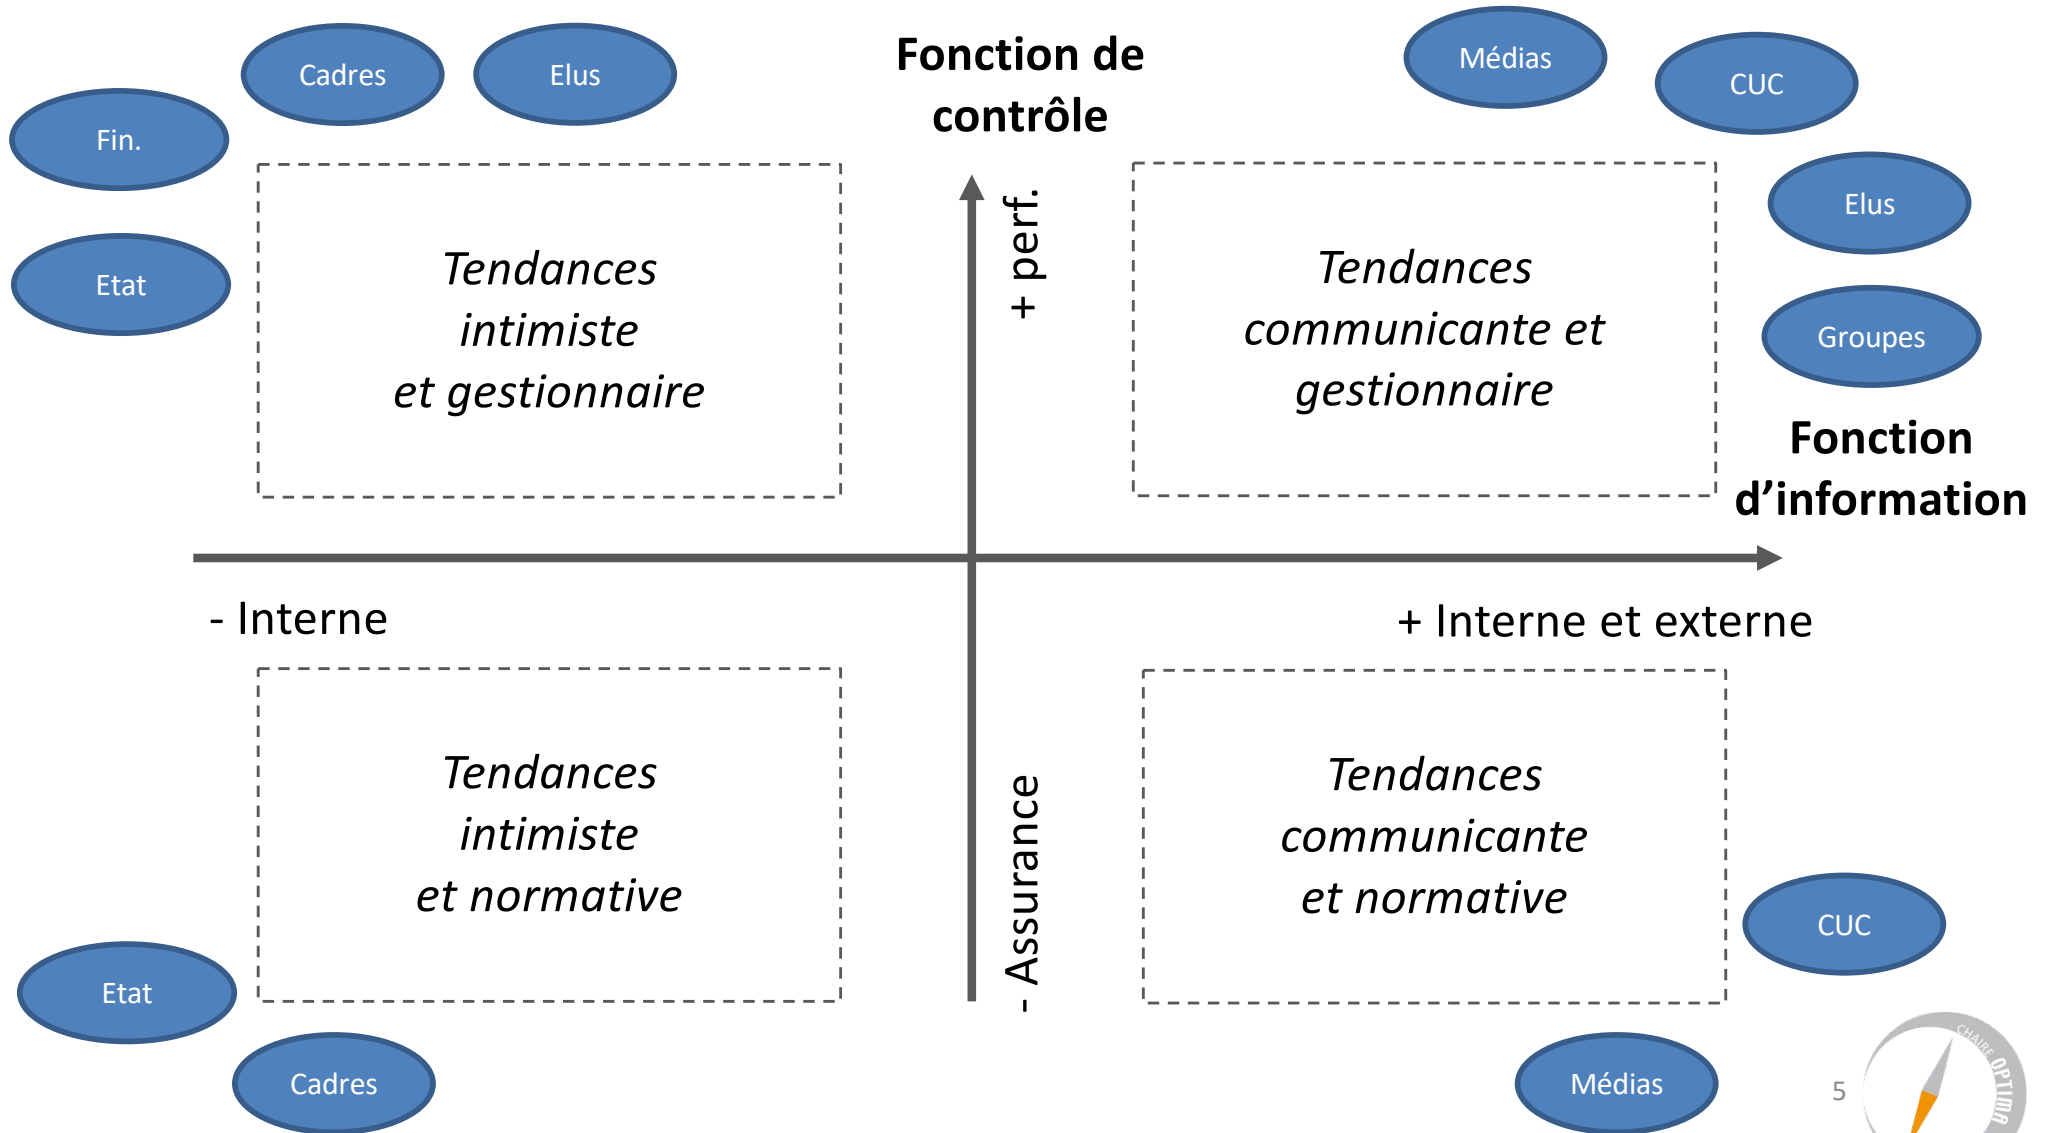 Cadres
Elus
Fin.
Etat
Fonction de
contrôle
Médias
CUC
Elus
Groupes
Tendances
intimiste
et gestionnaire
+ perf.
Tendances
communicante et
gestionnaire
Fonction
d’information
- Interne
+ Interne et externe
Tendances
intimiste
et normative
- Assurance
Tendances
communicante
et normative
Etat
Cadres
CUC
Médias
5
CHAIRE OPTIMA